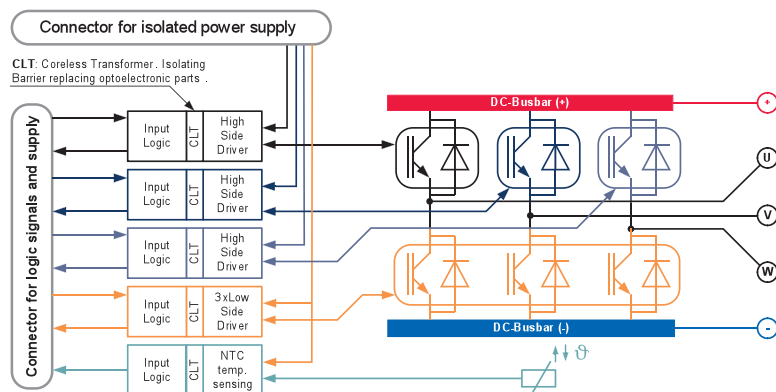 Connector for isolated power supply
CLT: Coreless Transformer. Isolating
Barrier replacing optoelectronic parts .
Connector for logic signals and supply
Input
Logic
CLT
High
Side
Driver
Input
Logic
CLT
High
Side
Driver
Input
Logic
CLT
High
Side
Driver
Input
Logic
CLT
3xLow
Side
Driver
Input
Logic
CLT
NTC
temp.
sensing
DC-Busbar (+)
+
U
V
W
DC-Busbar (-)
-
ϑ